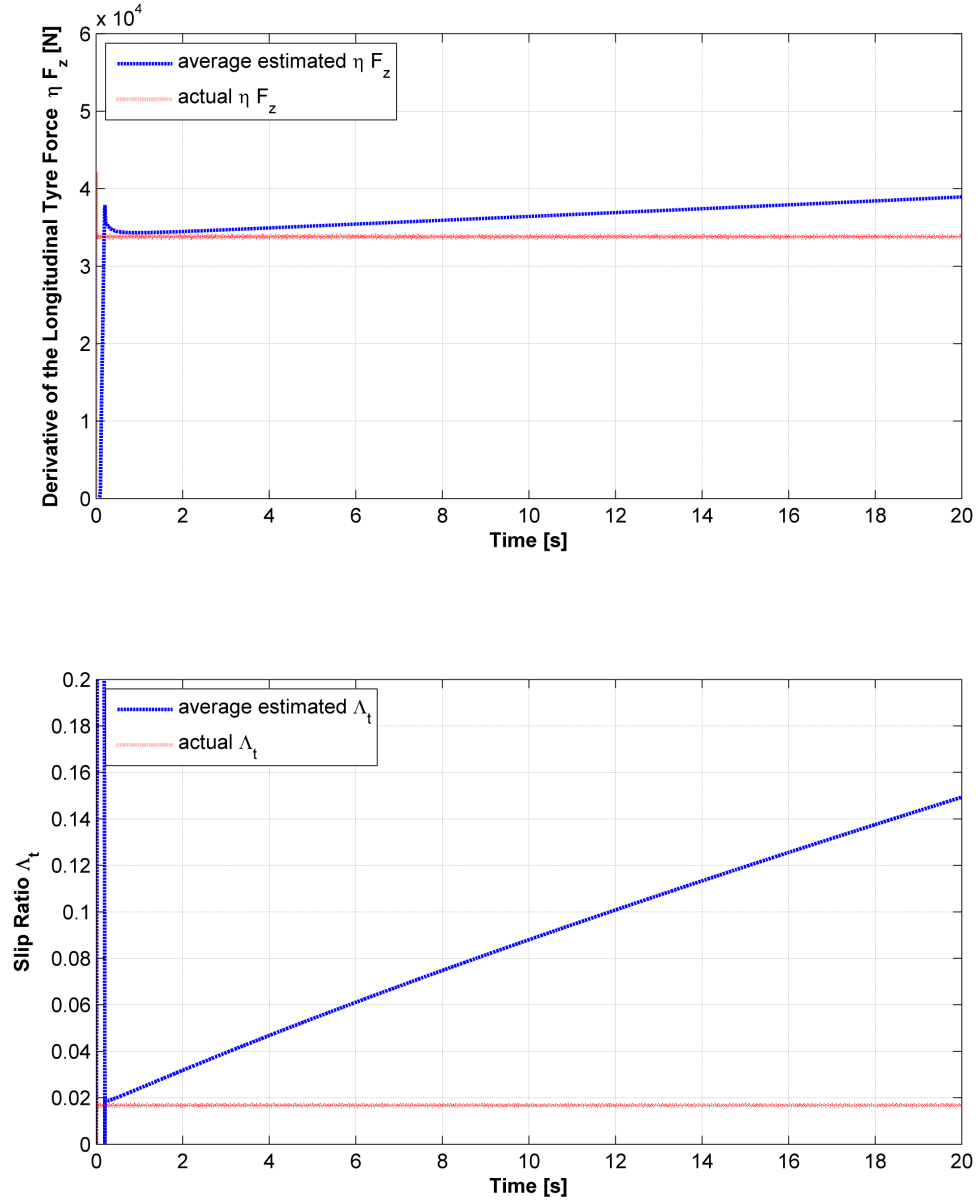 x 10^4
6
5
4
3
2
1
0
Derivative of the Longitudinal Tyre Force η F_z [N]
average estimated η F_z
actual η F_z
0 2 4 6 8 10 12 14 16 18 20
Time [s]
0.2
0.18
0.16
0.14
0.12
0.1
0.08
0.06
0.04
0.02
0
Slip Ratio Λ_t
average estimated Λ_t
actual Λ_t
0 2 4 6 8 10 12 14 16 18 20
Time [s]